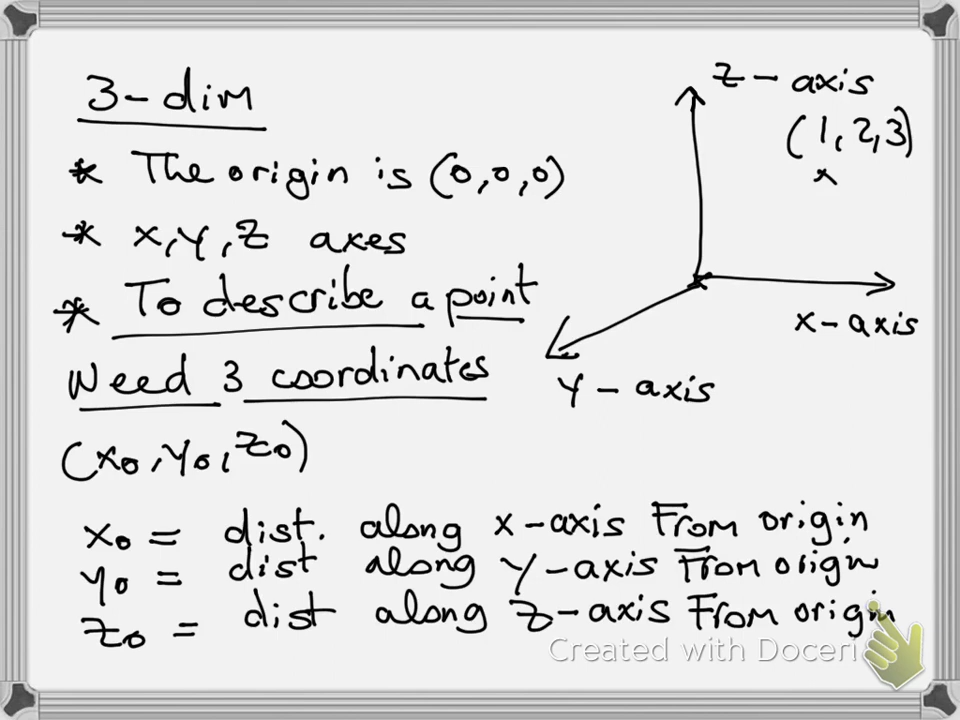 3-dim
* The origin is (0,0,0)
* x,y,z axes
* To describe a point
Need 3 coordinates
(x₀,y₀,z₀)
x₀ = dist. along x-axis From origin
y₀ = dist along y-axis From origin
z₀ = dist along z-axis From origin
z-axis
(1,2,3)
x-axis
y-axis
Created with Doceri